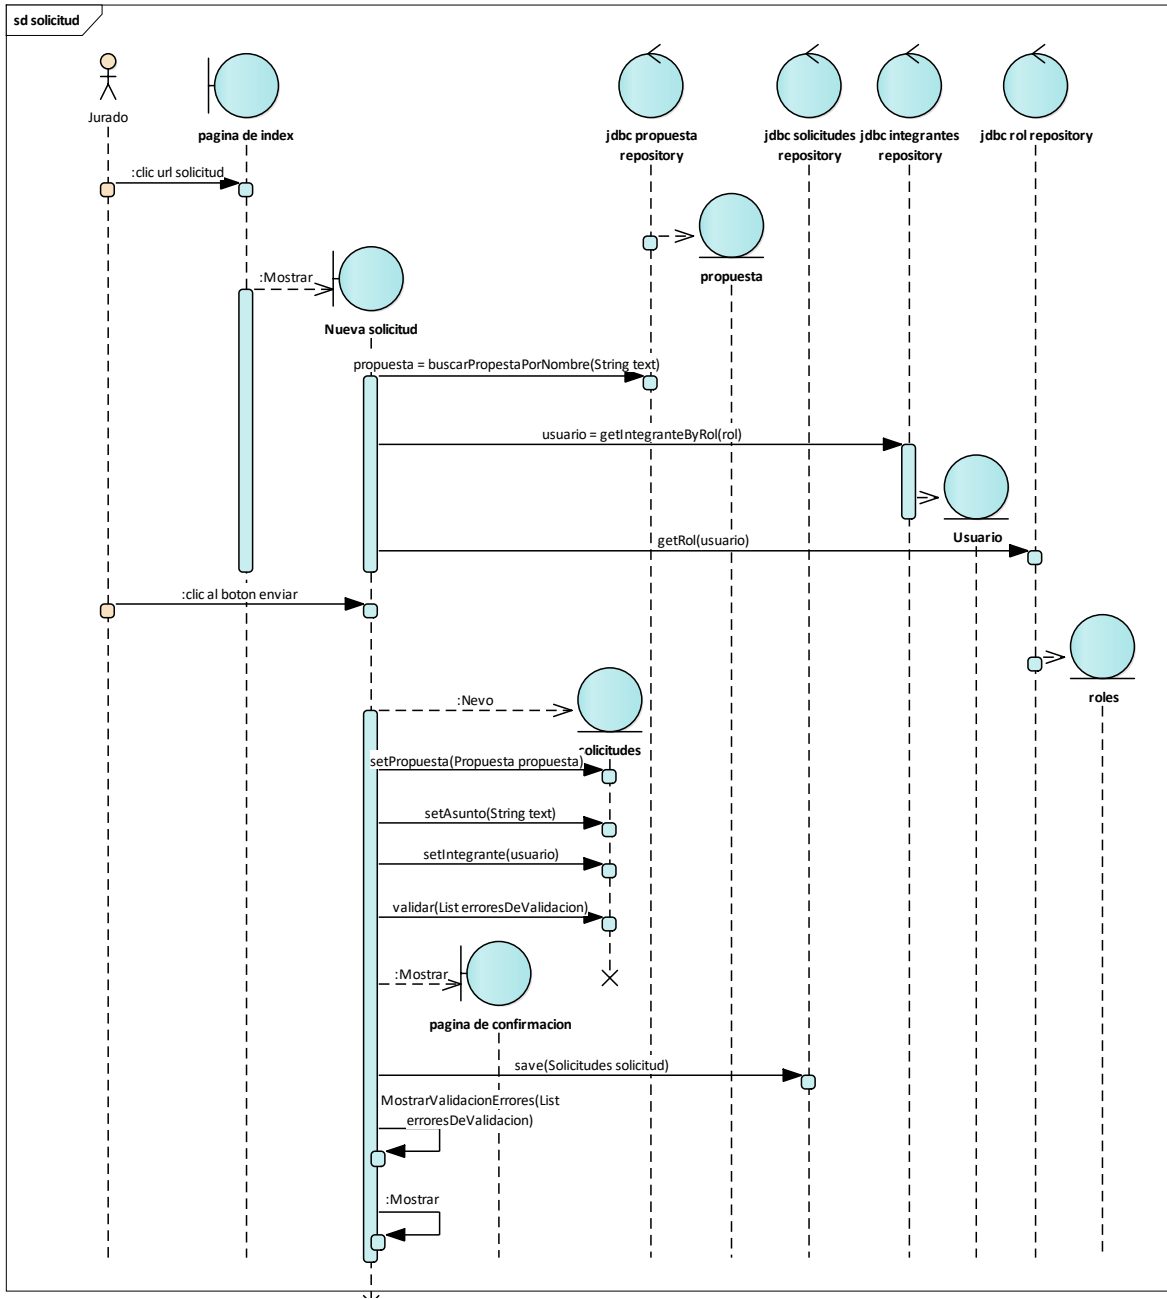 sd solicitud
Jurado
pagina de index
jdbc propuesta
repository
jdbc solicitudes
repository
jdbc integrantes
repository
jdbc rol repository
:clic url solicitud
propuesta
:Mostrar
Nueva solicitud
propuesta = buscarPropestaPorNombre(String text)
usuario = getIntegranteByRol(rol)
Usuario
getRol(usuario)
:clic al boton enviar
roles
:Nevo
solicitudes
setPropuesta(Propuesta propuesta)
setAsunto(String text)
setIntegrante(usuario)
validar(List erroresDeValidacion)
:Mostrar
pagina de confirmacion
save(Solicitudes solicitud)
MostrarValidacionErrores(List
erroresDeValidacion)
:Mostrar